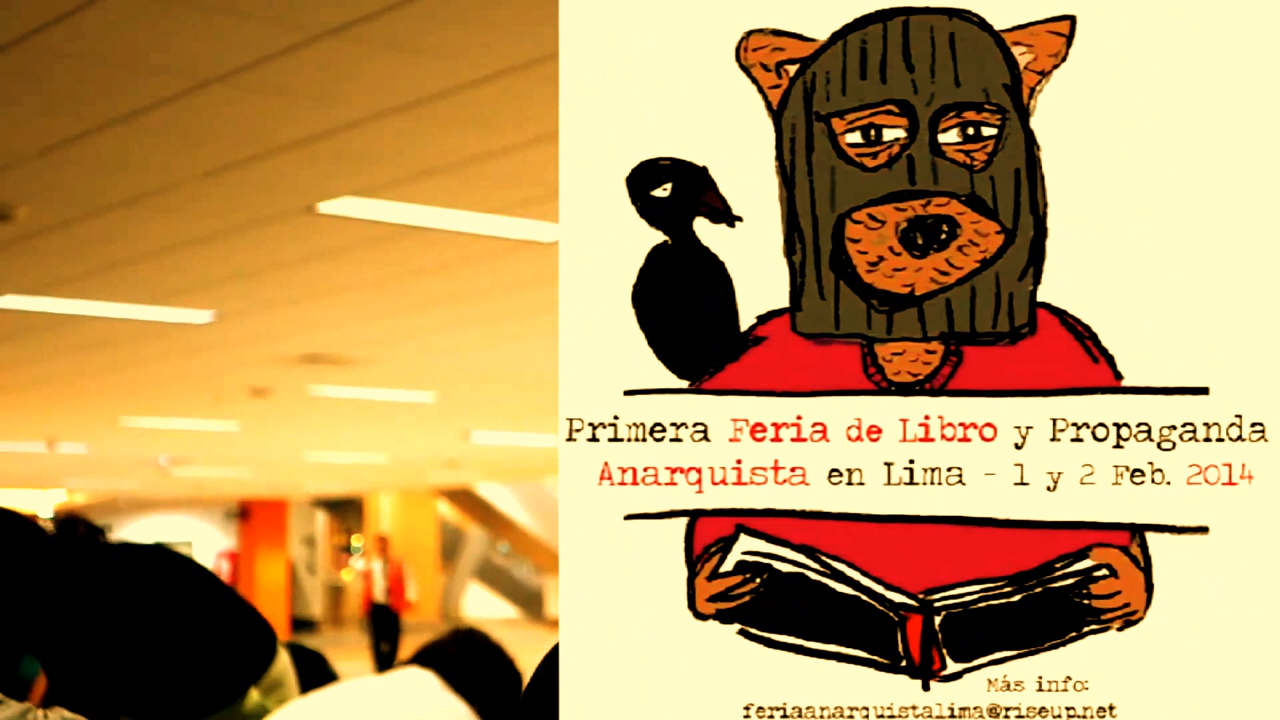 Primera Feria de Libro y Propaganda
Anarquista en Lima - 1 y 2 Feb. 2014
Más info:
feriaanarquistalima@riseup.net